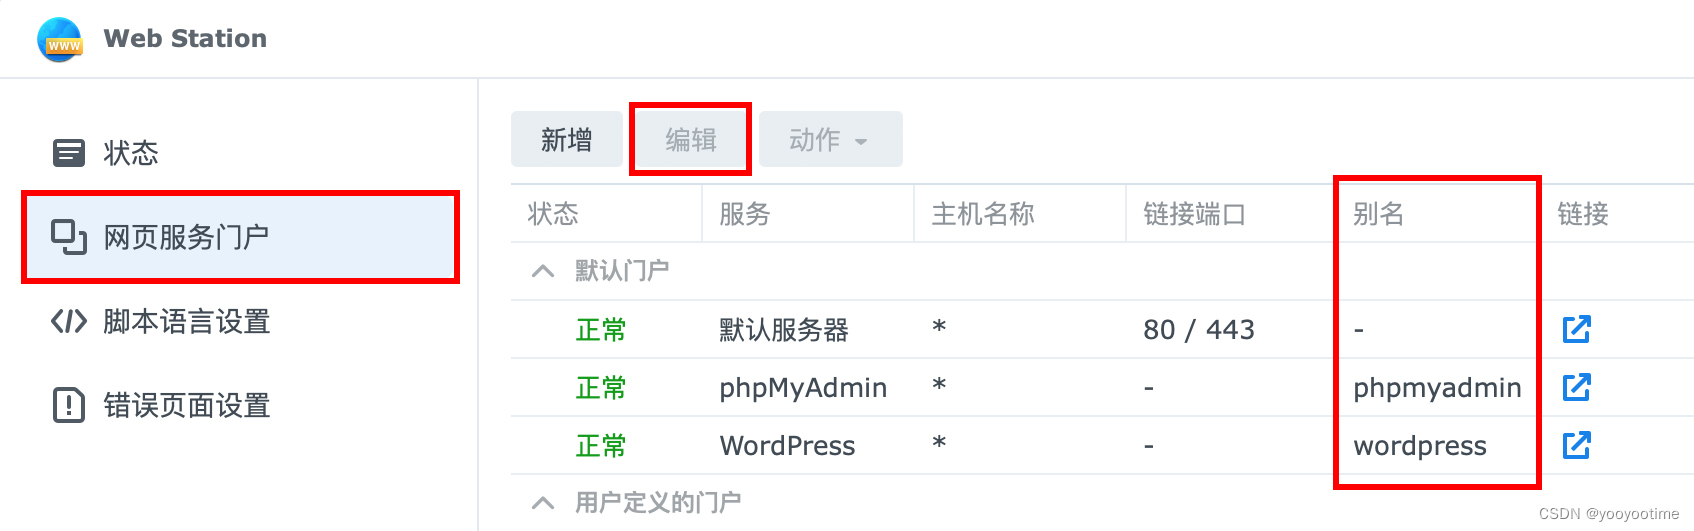 www
Web Station
状态
网页服务门户
脚本语言设置
错误页面设置
新增 编辑 动作
状态 服务 主机名称 链接端口 别名 链接
默认门户
正常 默认服务器 * 80 / 443 -
正常 phpMyAdmin * - phpmyadmin
正常 WordPress * - wordpress
用户定义的门户
CSDN @yooyootime